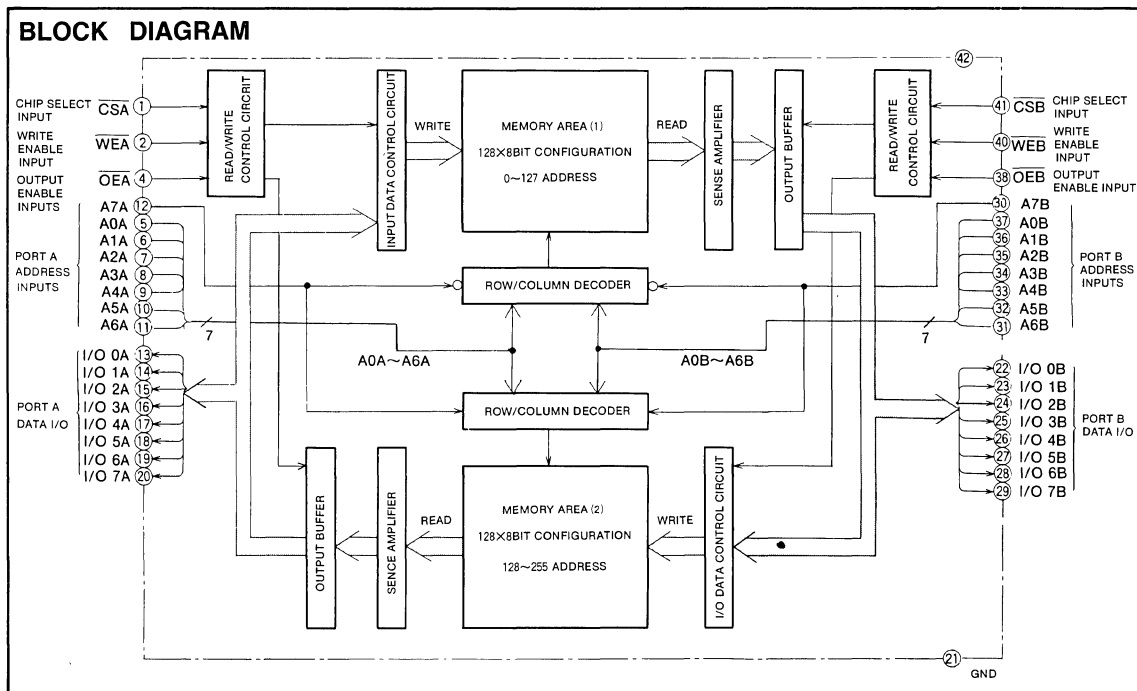 BLOCK DIAGRAM
42
CHIP SELECT
INPUT
CSA
1
WRITE
ENABLE
INPUT
WEA
2
OUTPUT
ENABLE
INPUTS
OEA
4
A7A
12
A0A
5
A1A
6
A2A
7
A3A
8
A4A
9
A5A
10
A6A
11
PORT A
ADDRESS
INPUTS
7
I/O 0A
13
I/O 1A
14
I/O 2A
15
I/O 3A
16
I/O 4A
17
I/O 5A
18
I/O 6A
19
I/O 7A
20
PORT A
DATA I/O
READ/WRITE
CONTROL CIRCRIT
INPUT DATA CONTROL CIRCUIT
WRITE
MEMORY AREA (1)
128×8BIT CONFIGURATION
0~127 ADDRESS
READ
SENSE AMPLIFIER
OUTPUT BUFFER
READ/WRITE
CONTROL CIRCUIT
ROW/COLUMN DECODER
A0A~A6A
A0B~A6B
ROW/COLUMN DECODER
OUTPUT BUFFER
SENCE AMPLIFIER
READ
MEMORY AREA (2)
128×8BIT CONFIGURATION
128~255 ADDRESS
WRITE
I/O DATA CONTROL CIRCUIT
41
CSB
CHIP SELECT
INPUT
40
WEB
WRITE
ENABLE
INPUT
38
OEB
OUTPUT
ENABLE INPUT
30
A7B
37
A0B
36
A1B
35
A2B
34
A3B
33
A4B
32
A5B
31
A6B
PORT B
ADDRESS
INPUTS
7
22
I/O 0B
23
I/O 1B
24
I/O 2B
25
I/O 3B
26
I/O 4B
27
I/O 5B
28
I/O 6B
29
I/O 7B
PORT B
DATA I/O
21
GND